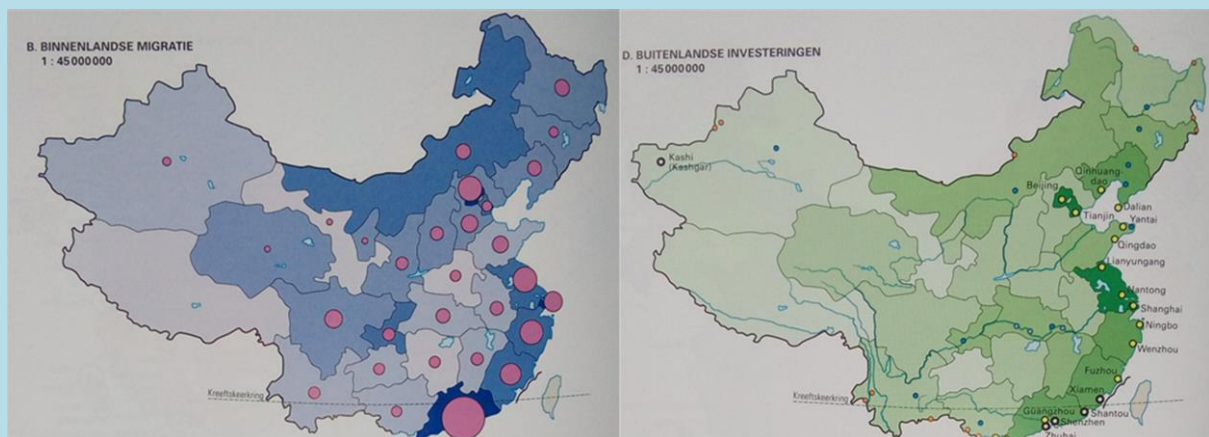 B. BINNENLANDSE MIGRATIE
1 : 45 000 000
Kreeftskeerkring
D. BUITENLANDSE INVESTERINGEN
1 : 45 000 000
Kashi
(Kashgar)
Qinhuang-
dao
Beijing
Tianjin
Dalian
Yantai
Qingdao
Lianyungang
Nantong
Shanghai
Ningbo
Wenzhou
Fuzhou
Xiamen
Kreeftskeerkring
Guangzhou
Shantou
Shenzhen
Zhuhai